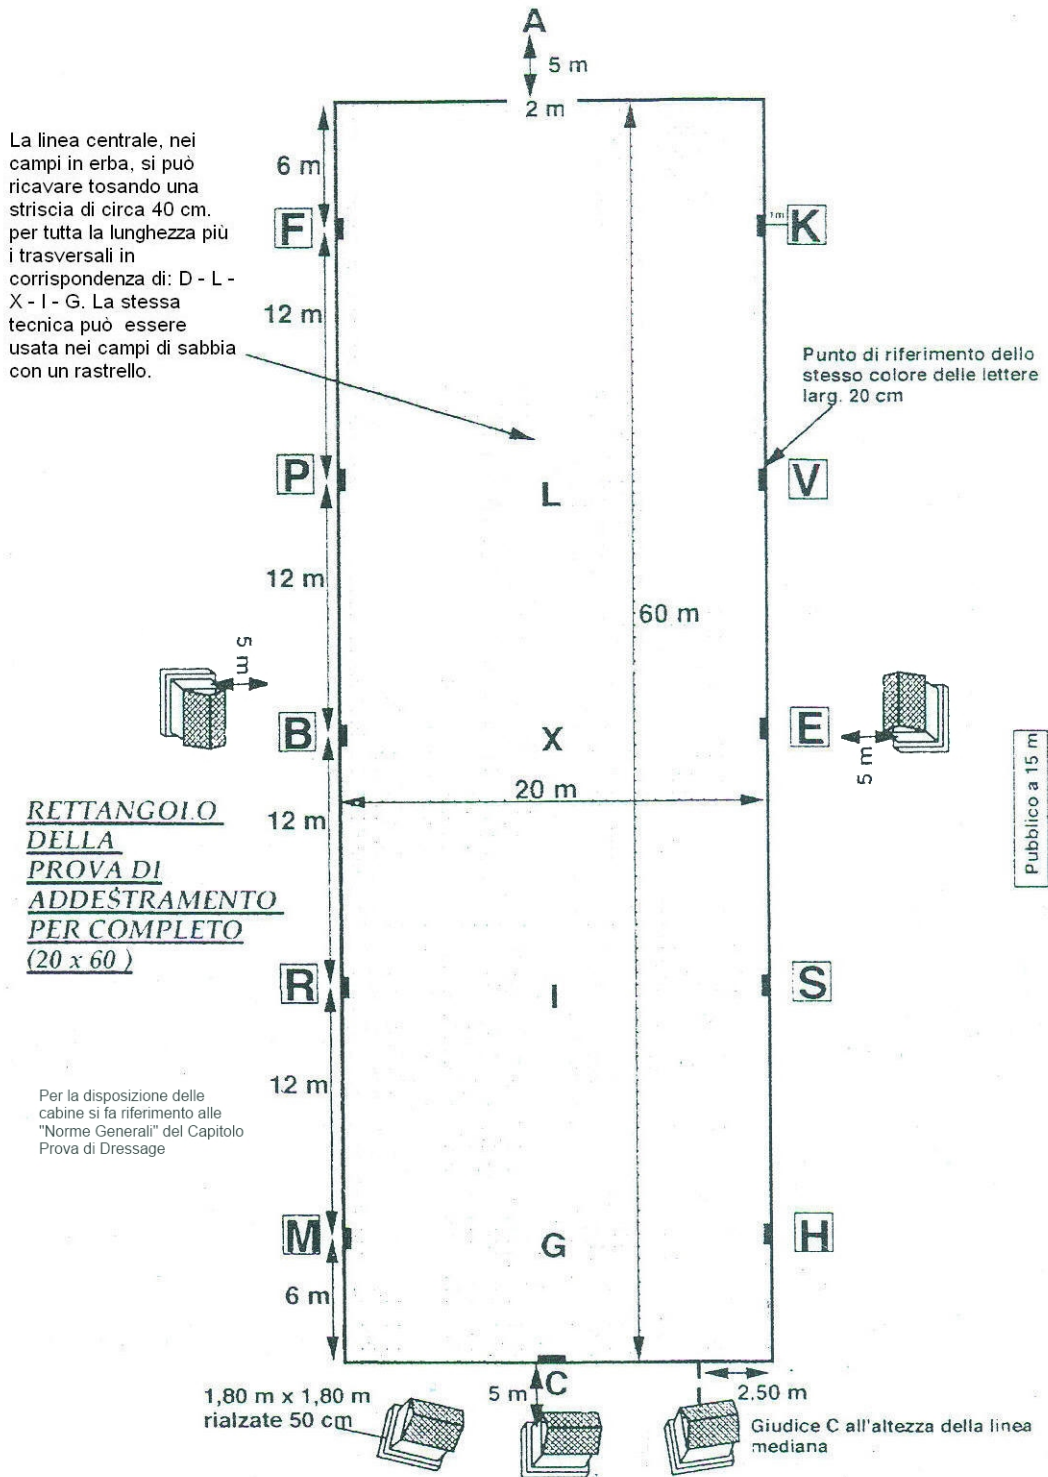 A
5 m
2 m
La linea centrale, nei
campi in erba, si può
ricavare tosando una
striscia di circa 40 cm.
per tutta la lunghezza più
i trasversali in
corrispondenza di: D - L -
X - I - G. La stessa
tecnica può essere
usata nei campi di sabbia
con un rastrello.
6 m
F
1m
K
12 m
Punto di riferimento dello
stesso colore delle lettere
larg. 20 cm
P
L
V
12 m
60 m
5 m
B
X
E
5 m
Pubblico a 15 m
20 m
12 m
RETTANGOLO
DELLA
PROVA DI
ADDESTRAMENTO
PER COMPLETO
(20 x 60 )
R
I
S
12 m
Per la disposizione delle
cabine si fa riferimento alle
"Norme Generali" del Capitolo
Prova di Dressage
M
G
H
6 m
C
5 m
2.50 m
1,80 m x 1,80 m
rialzate 50 cm
Giudice C all'altezza della linea
mediana